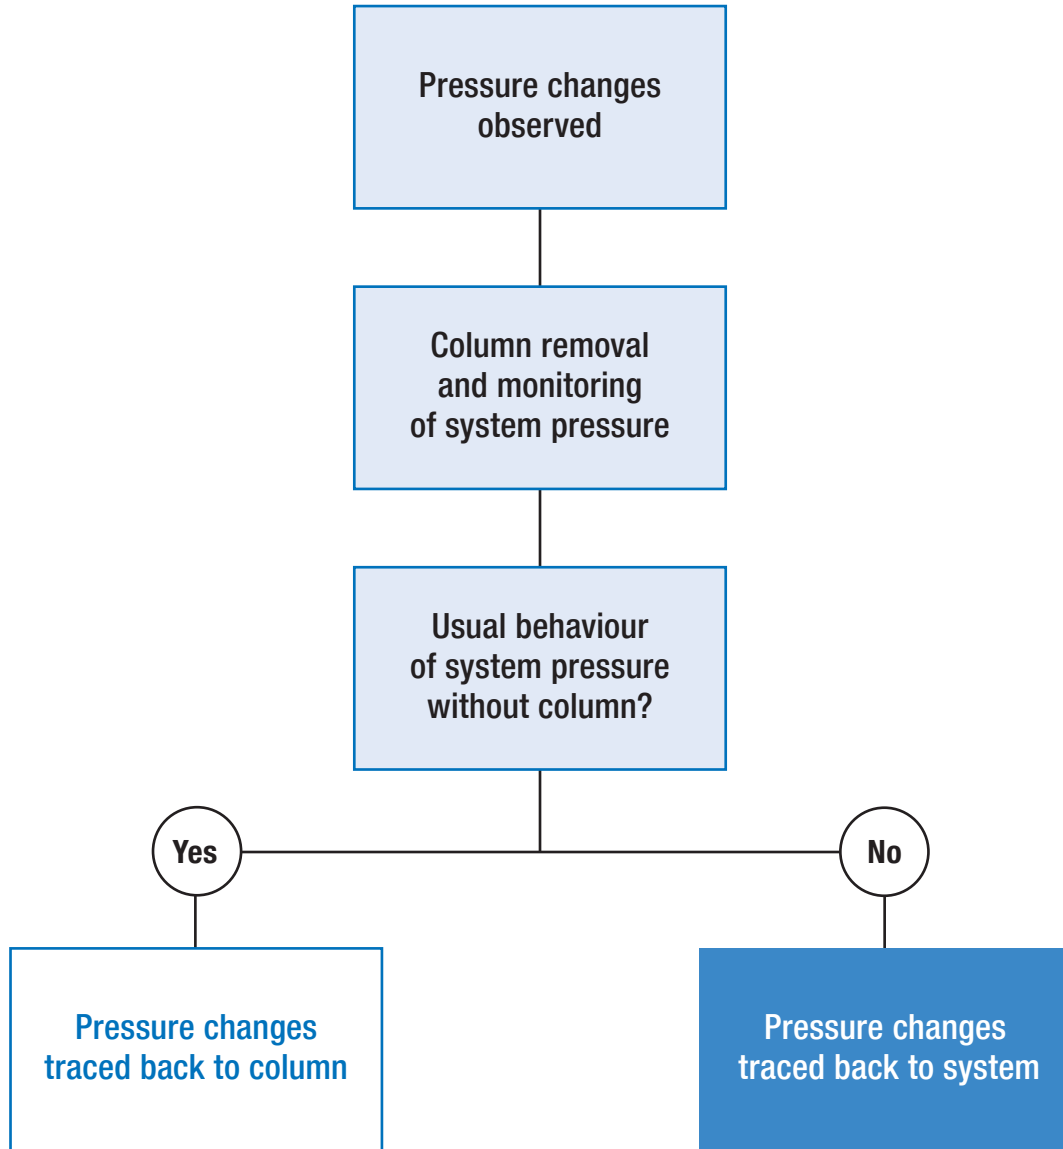 Pressure changes
observed
Column removal
and monitoring
of system pressure
Usual behaviour
of system pressure
without column?
Yes
No
Pressure changes
traced back to column
Pressure changes
traced back to system